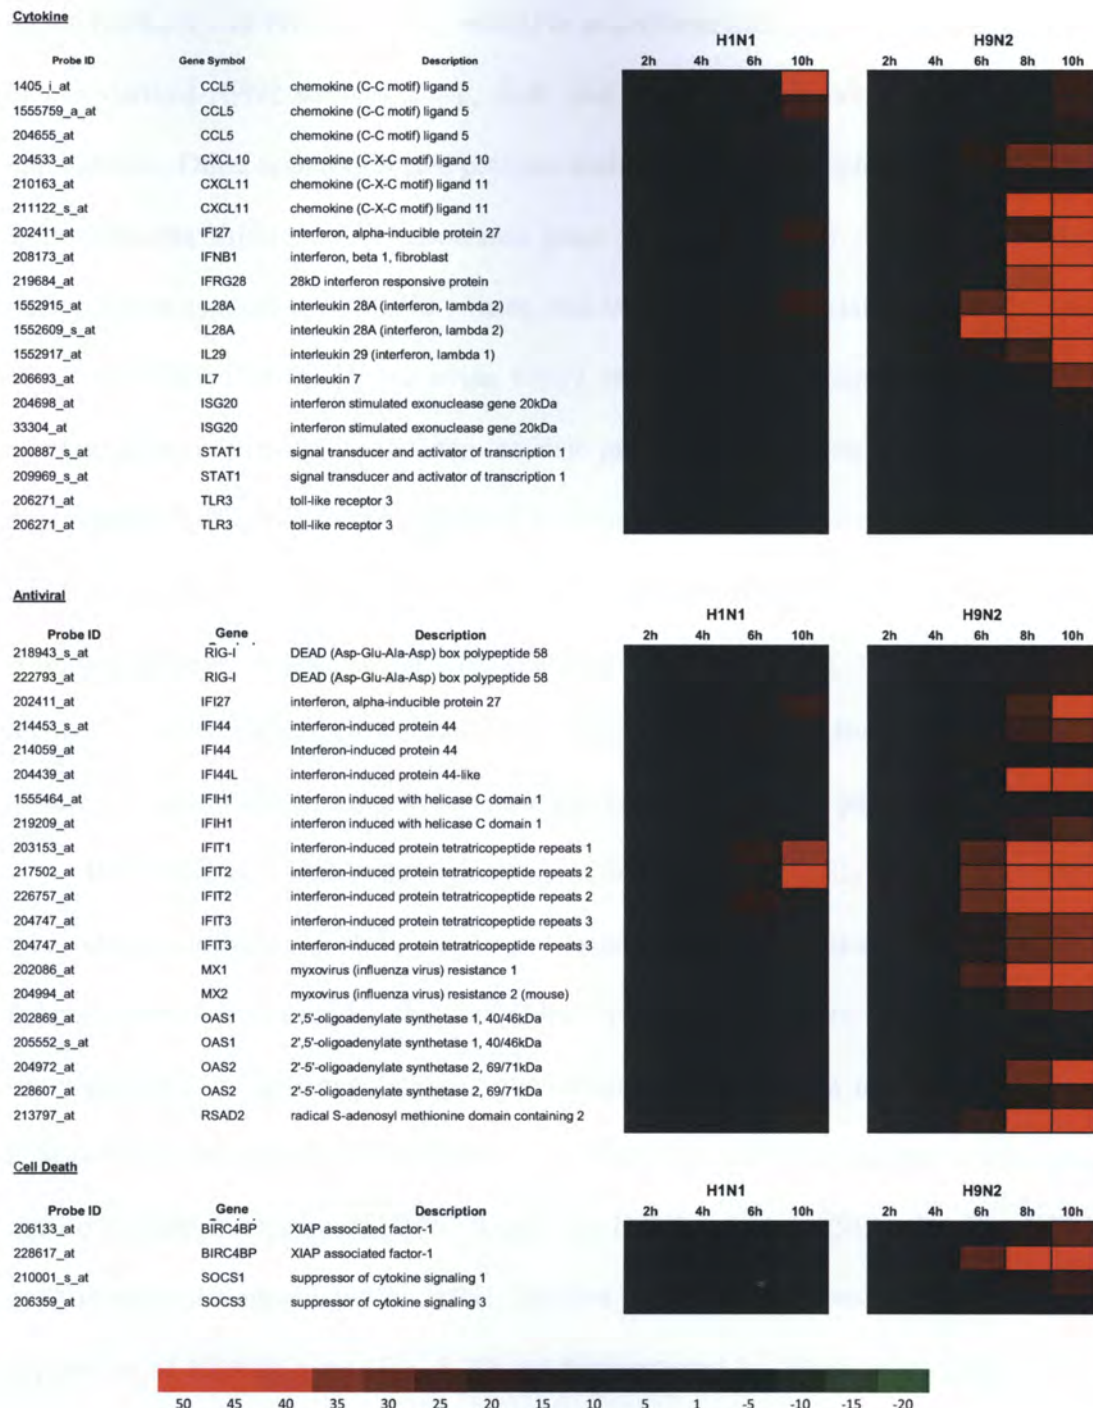 Cytokine
H1N1 H9N2
Probe ID Gene Symbol Description 2h 4h 6h 10h 2h 4h 6h 8h 10h
1405_i_at CCL5 chemokine (C-C motif) ligand 5
1555759_a_at CCL5 chemokine (C-C motif) ligand 5
204655_at CCL5 chemokine (C-C motif) ligand 5
204533_at CXCL10 chemokine (C-X-C motif) ligand 10
210163_at CXCL11 chemokine (C-X-C motif) ligand 11
211122_s_at CXCL11 chemokine (C-X-C motif) ligand 11
202411_at IFI27 interferon, alpha-inducible protein 27
208173_at IFNB1 interferon, beta 1, fibroblast
219684_at IFRG28 28kD interferon responsive protein
1552915_at IL28A interleukin 28A (interferon, lambda 2)
1552609_s_at IL28A interleukin 28A (interferon, lambda 2)
1552917_at IL29 interleukin 29 (interferon, lambda 1)
206693_at IL7 interleukin 7
204698_at ISG20 interferon stimulated exonuclease gene 20kDa
33304_at ISG20 interferon stimulated exonuclease gene 20kDa
200887_s_at STAT1 signal transducer and activator of transcription 1
209969_s_at STAT1 signal transducer and activator of transcription 1
206271_at TLR3 toll-like receptor 3
206271_at TLR3 toll-like receptor 3
Antiviral
H1N1 H9N2
Probe ID Gene Description 2h 4h 6h 10h 2h 4h 6h 8h 10h
218943_s_at RIG-I DEAD (Asp-Glu-Ala-Asp) box polypeptide 58
222793_at RIG-I DEAD (Asp-Glu-Ala-Asp) box polypeptide 58
202411_at IFI27 interferon, alpha-inducible protein 27
214453_s_at IFI44 interferon-induced protein 44
214059_at IFI44 Interferon-induced protein 44
204439_at IFI44L interferon-induced protein 44-like
1555464_at IFIH1 interferon induced with helicase C domain 1
219209_at IFIH1 interferon induced with helicase C domain 1
203153_at IFIT1 interferon-induced protein tetratricopeptide repeats 1
217502_at IFIT2 interferon-induced protein tetratricopeptide repeats 2
226757_at IFIT2 interferon-induced protein tetratricopeptide repeats 2
204747_at IFIT3 interferon-induced protein tetratricopeptide repeats 3
204747_at IFIT3 interferon-induced protein tetratricopeptide repeats 3
202086_at MX1 myxovirus (influenza virus) resistance 1
204994_at MX2 myxovirus (influenza virus) resistance 2 (mouse)
202869_at OAS1 2',5'-oligoadenylate synthetase 1, 40/46kDa
205552_s_at OAS1 2',5'-oligoadenylate synthetase 1, 40/46kDa
204972_at OAS2 2'-5'-oligoadenylate synthetase 2, 69/71kDa
228607_at OAS2 2'-5'-oligoadenylate synthetase 2, 69/71kDa
213797_at RSAD2 radical S-adenosyl methionine domain containing 2
Cell Death
H1N1 H9N2
Probe ID Gene Description 2h 4h 6h 10h 2h 4h 6h 8h 10h
206133_at BIRC4BP XIAP associated factor-1
228617_at BIRC4BP XIAP associated factor-1
210001_s_at SOCS1 suppressor of cytokine signaling 1
206359_at SOCS3 suppressor of cytokine signaling 3
50 45 40 35 30 25 20 15 10 5 1 -5 -10 -15 -20